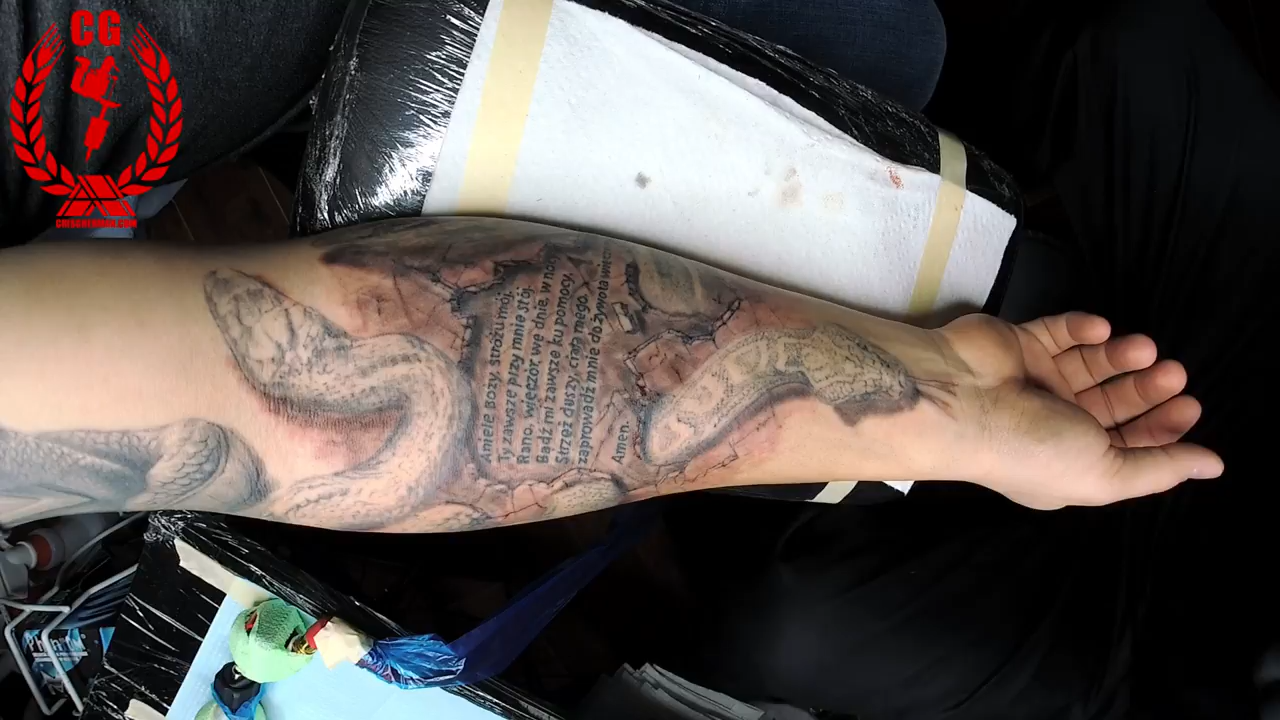 CG
Aniele Boży, stróżu mój,
Ty zawsze przy mnie stój.
Rano, wieczór, we dnie, w nocy
Bądź mi zawsze ku pomocy,
Strzeż duszy, ciała mego,
zaprowadź mnie do żywota wiecz
Amen.